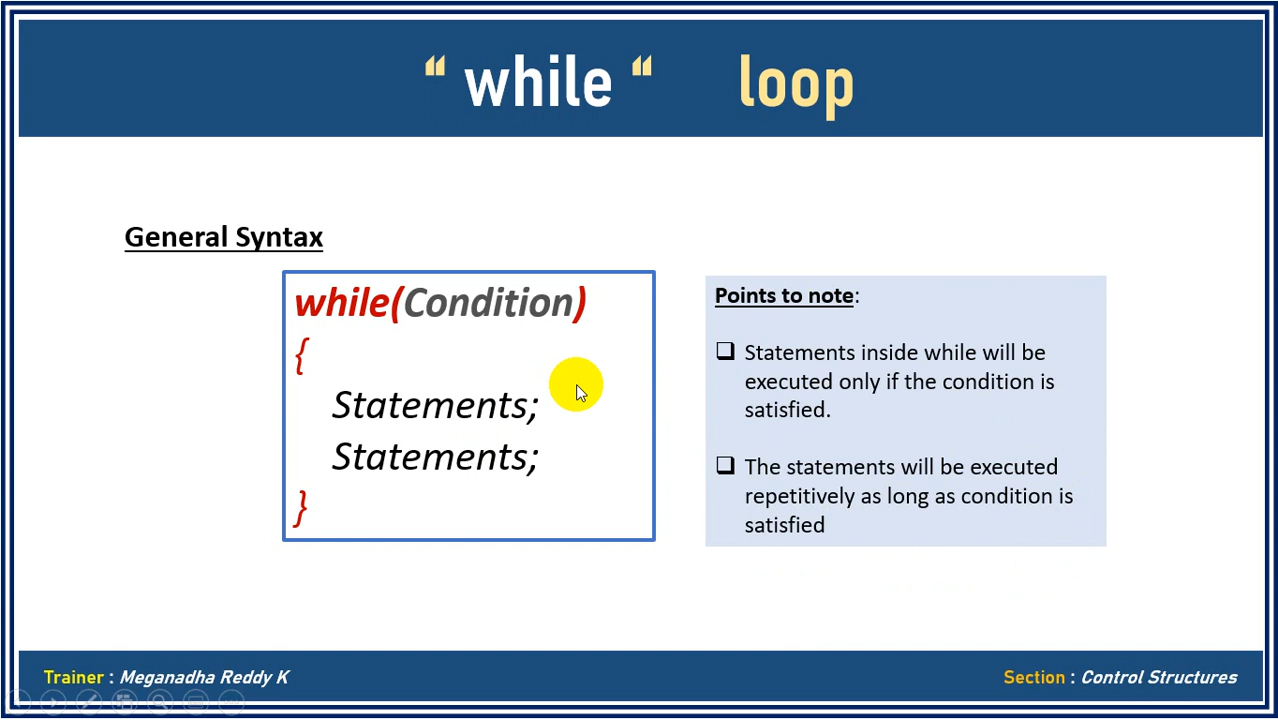 “ while “ loop
General Syntax
while(Condition)
{
Statements;
Statements;
}
Points to note:
Statements inside while will be
executed only if the condition is
satisfied.
The statements will be executed
repetitively as long as condition is
satisfied
Trainer : Meganadha Reddy K
Section : Control Structures